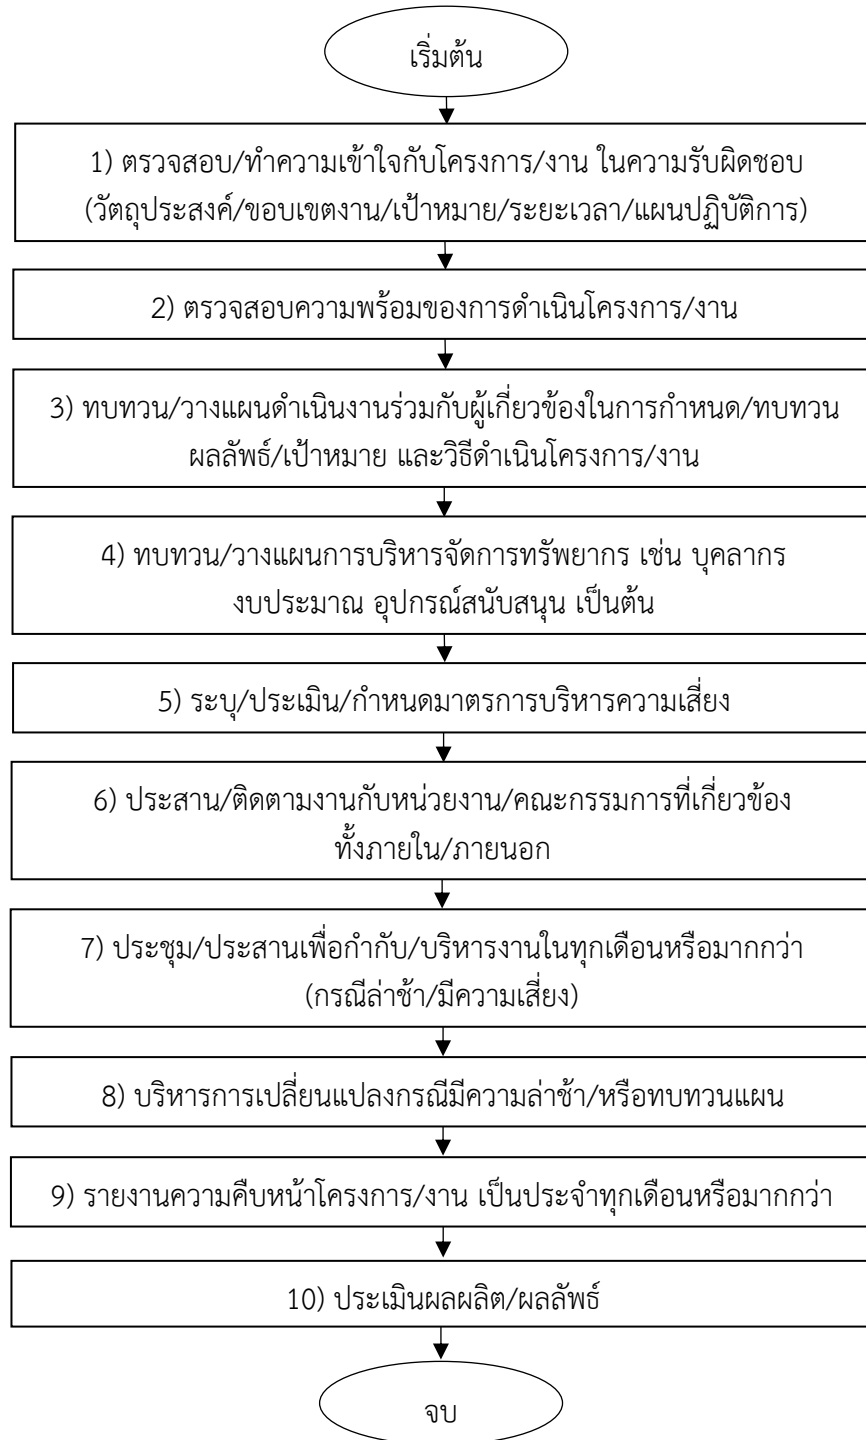 เริ่มต้น
1) ตรวจสอบ/ทำความเข้าใจกับโครงการ/งาน ในความรับผิดชอบ
(วัตถุประสงค์/ขอบเขตงาน/เป้าหมาย/ระยะเวลา/แผนปฏิบัติการ)
2) ตรวจสอบความพร้อมของการดำเนินโครงการ/งาน
3) ทบทวน/วางแผนดำเนินงานร่วมกับผู้เกี่ยวข้องในการกำหนด/ทบทวน
ผลลัพธ์/เป้าหมาย และวิธีดำเนินโครงการ/งาน
4) ทบทวน/วางแผนการบริหารจัดการทรัพยากร เช่น บุคลากร
งบประมาณ อุปกรณ์สนับสนุน เป็นต้น
5) ระบุ/ประเมิน/กำหนดมาตรการบริหารความเสี่ยง
6) ประสาน/ติดตามงานกับหน่วยงาน/คณะกรรมการที่เกี่ยวข้อง
ทั้งภายใน/ภายนอก
7) ประชุม/ประสานเพื่อกำกับ/บริหารงานในทุกเดือนหรือมากกว่า
(กรณีล่าช้า/มีความเสี่ยง)
8) บริหารการเปลี่ยนแปลงกรณีมีความล่าช้า/หรือทบทวนแผน
9) รายงานความคืบหน้าโครงการ/งาน เป็นประจำทุกเดือนหรือมากกว่า
10) ประเมินผลผลิต/ผลลัพธ์
จบ